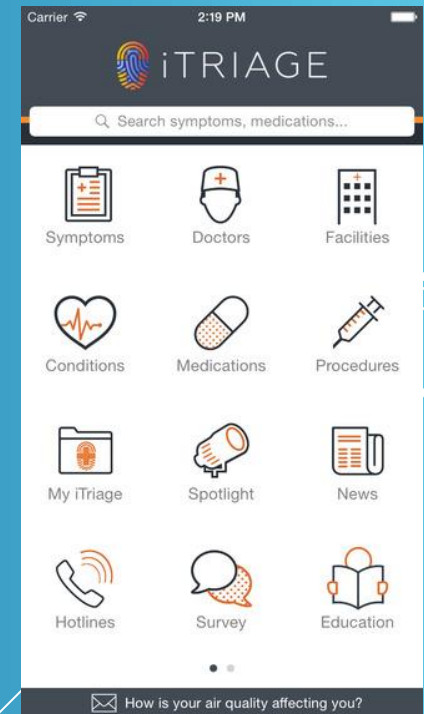 Carrier 2:19 PM
iTRIAGE
Search symptoms, medications...
Symptoms Doctors Facilities
Conditions Medications Procedures
My iTriage Spotlight News
Hotlines Survey Education
How is your air quality affecting you?